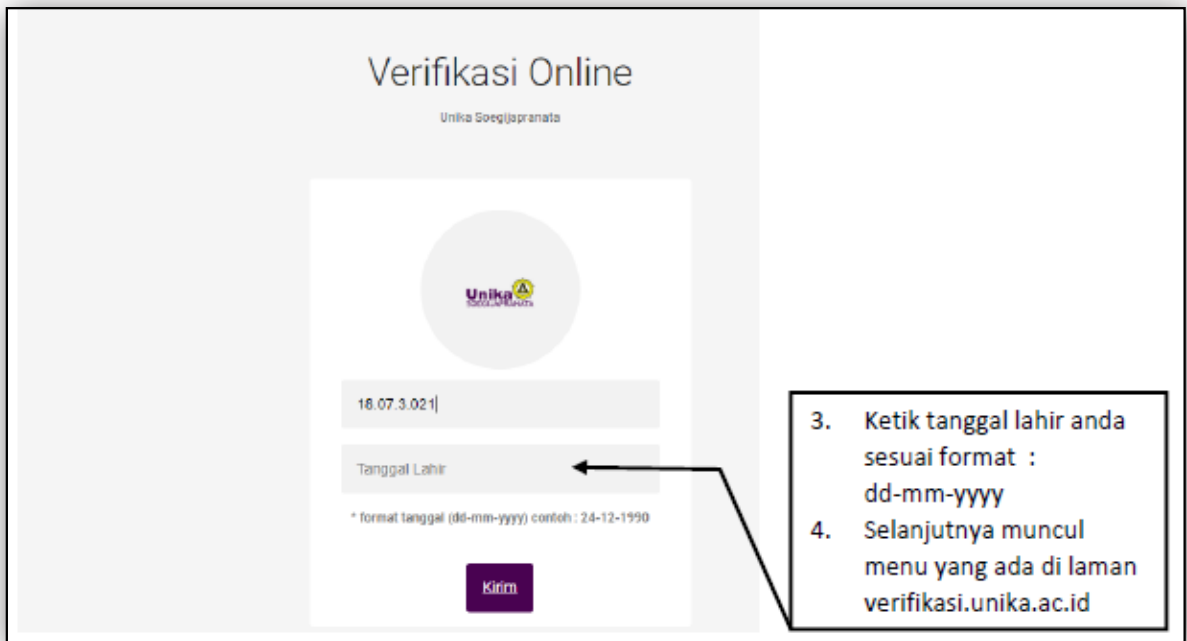 Verifikasi Online
Unika Soegijapranata
Unika
SOEGIJAPRANATA
18.07.3.021
Tanggal Lahir
* format tanggal (dd-mm-yyyy) contoh : 24-12-1990
Kirim
3. Ketik tanggal lahir anda
sesuai format :
dd-mm-yyyy
4. Selanjutnya muncul
menu yang ada di laman
verifikasi.unika.ac.id